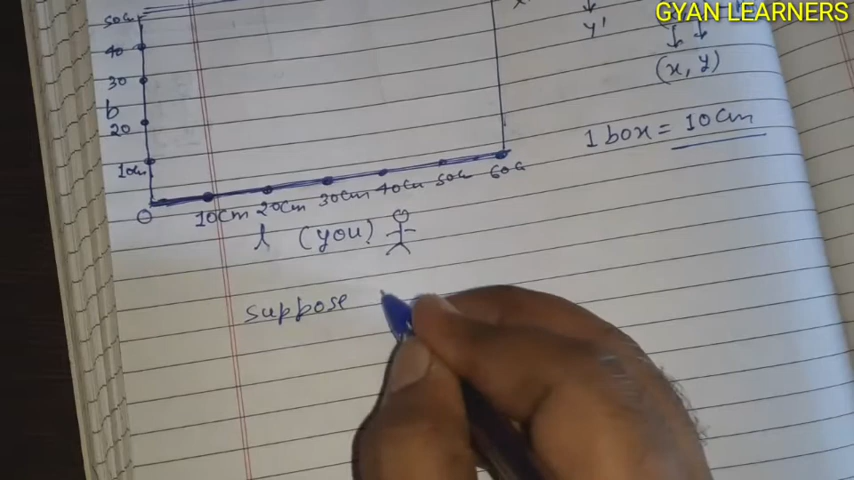 GYAN LEARNERS
50cm
40
30
b
20
10cm
O
10cm 20cm 30cm 40cm 50cm 60cm
l (you)
y'
(x, y)
1 box = 10cm
suppose